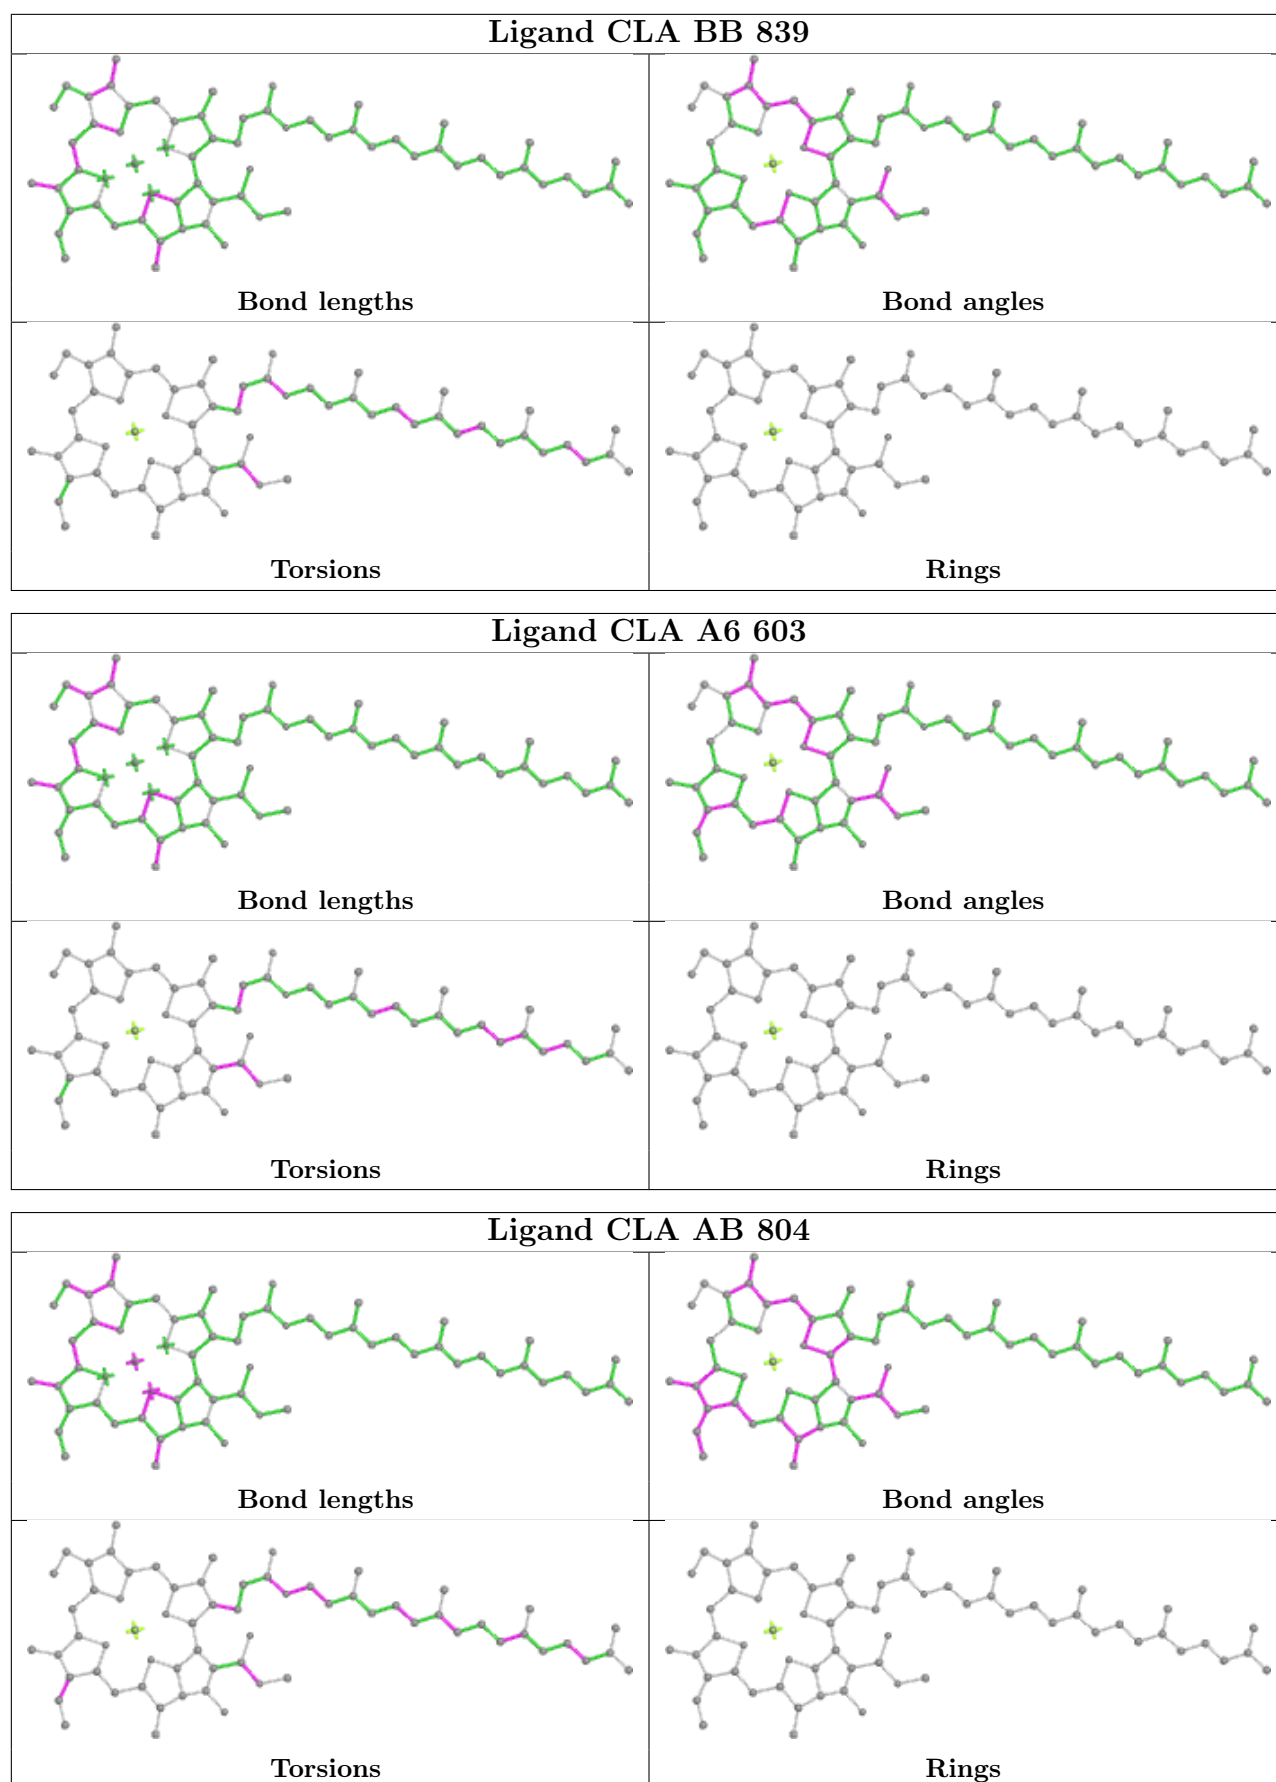 Ligand CLA BB 839
Bond lengths
Bond angles
Torsions
Rings
Ligand CLA A6 603
Bond lengths
Bond angles
Torsions
Rings
Ligand CLA AB 804
Bond lengths
Bond angles
Torsions
Rings